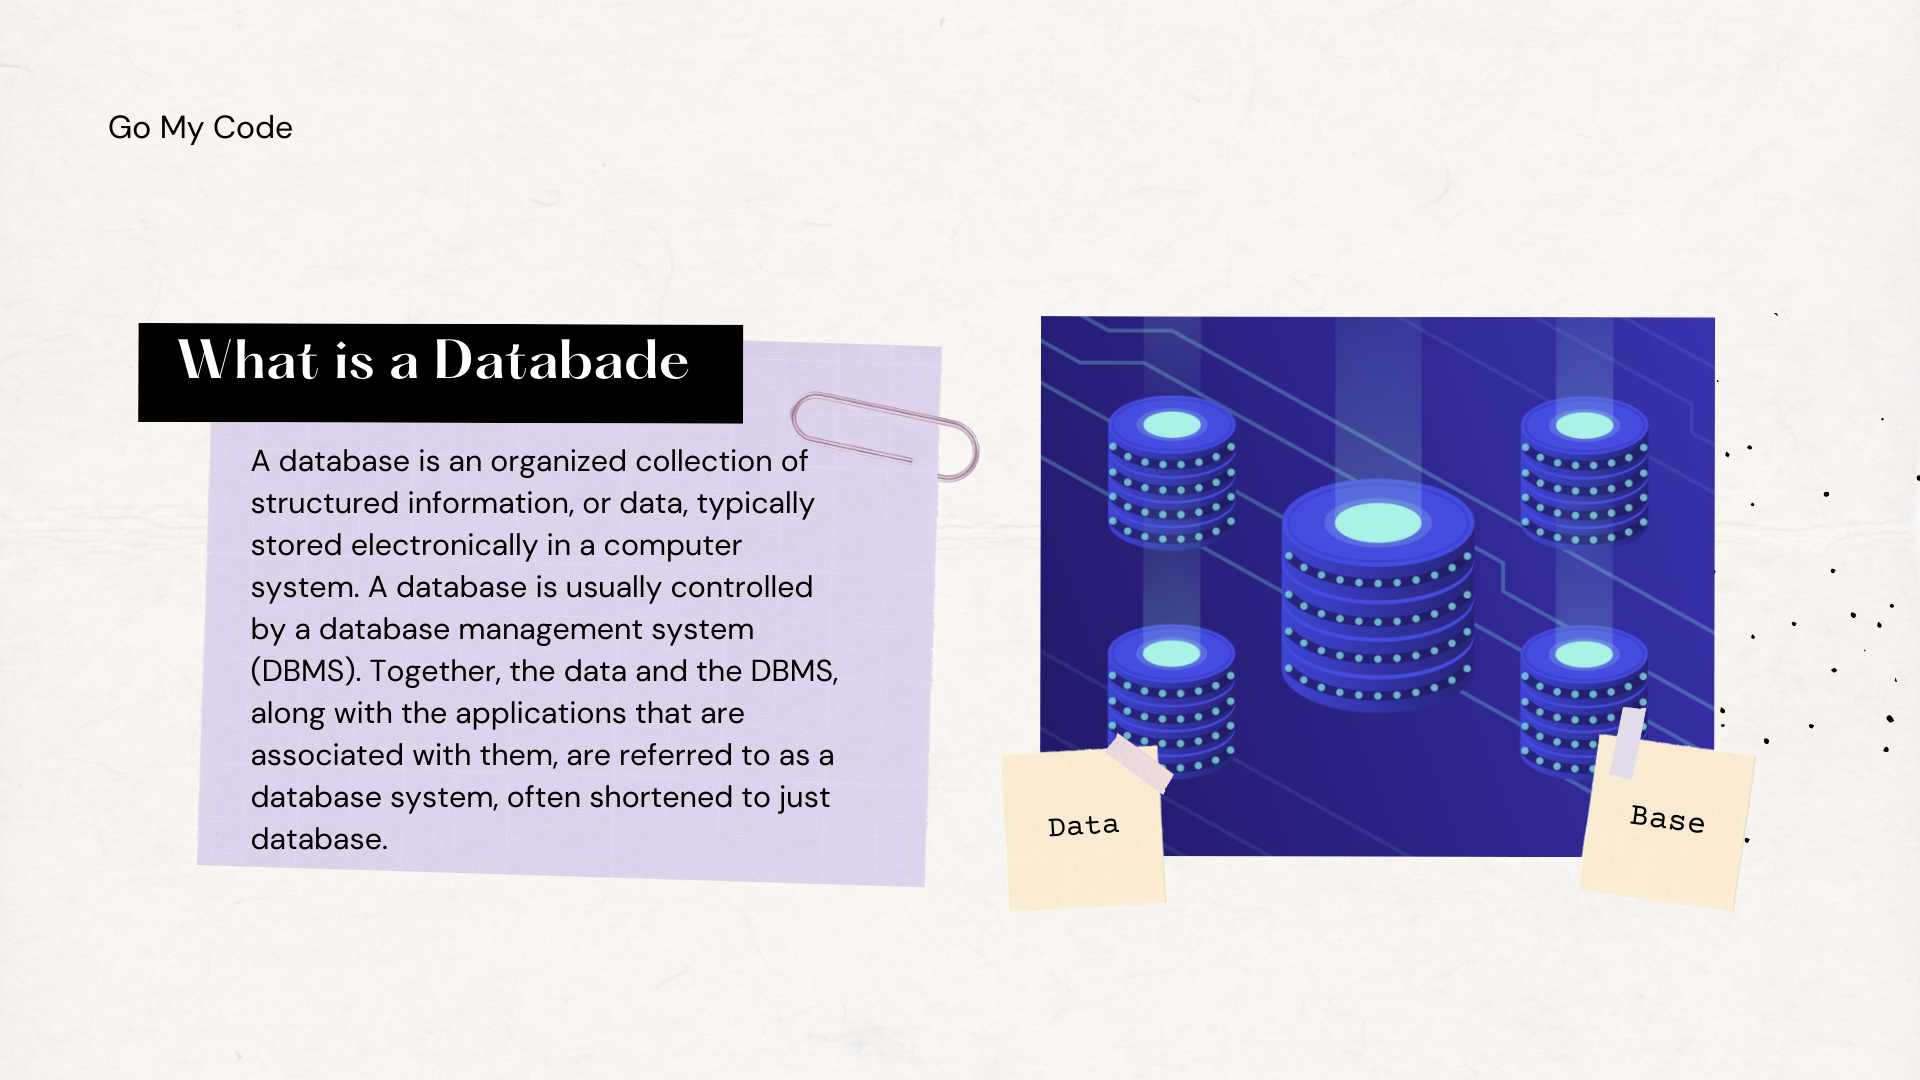 Go My Code
What is a Databade
A database is an organized collection of
structured information, or data, typically
stored electronically in a computer
system. A database is usually controlled
by a database management system
(DBMS). Together, the data and the DBMS,
along with the applications that are
associated with them, are referred to as a
database system, often shortened to just
database.
Data
Base